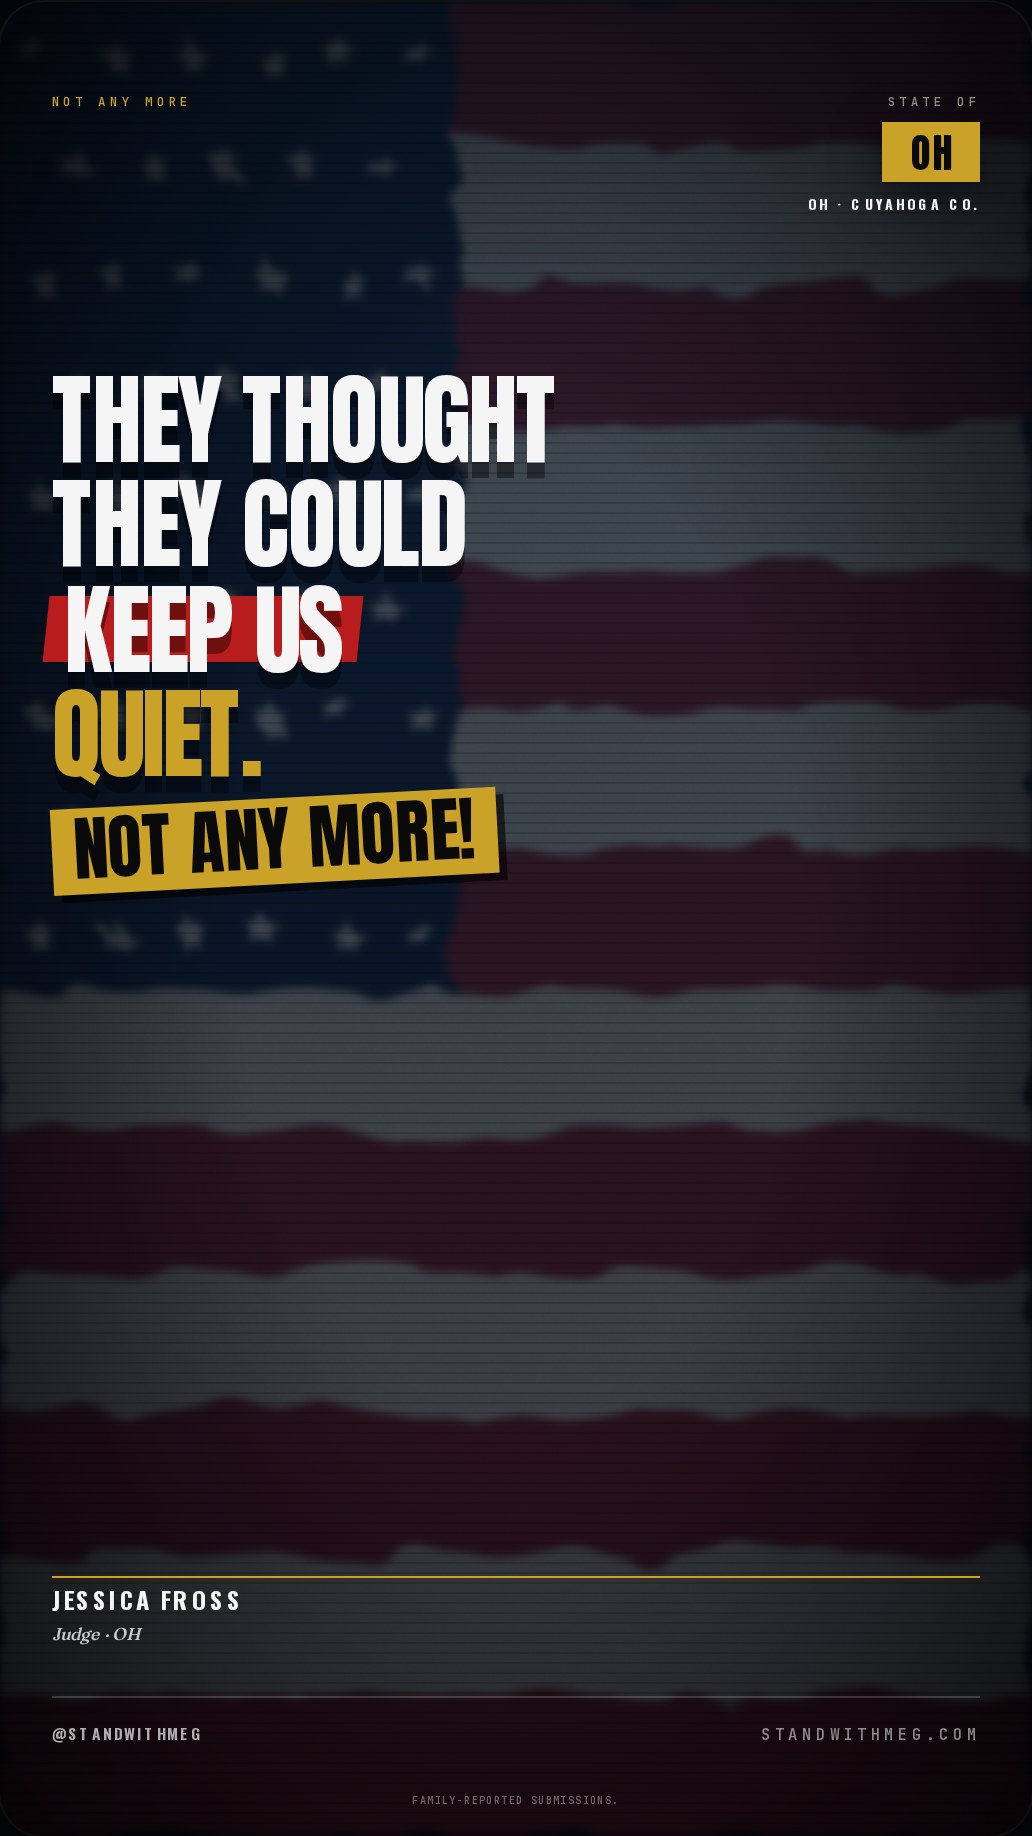 NOT ANY MORE
STATE OF
OH
OH · CUYAHOGA CO.
THEY THOUGHT
THEY COULD
KEEP US
QUIET.
NOT ANY MORE!
JESSICA FROSS
Judge · OH
@STANDWITHMEG
STANDWITHMEG.COM
FAMILY-REPORTED SUBMISSIONS.